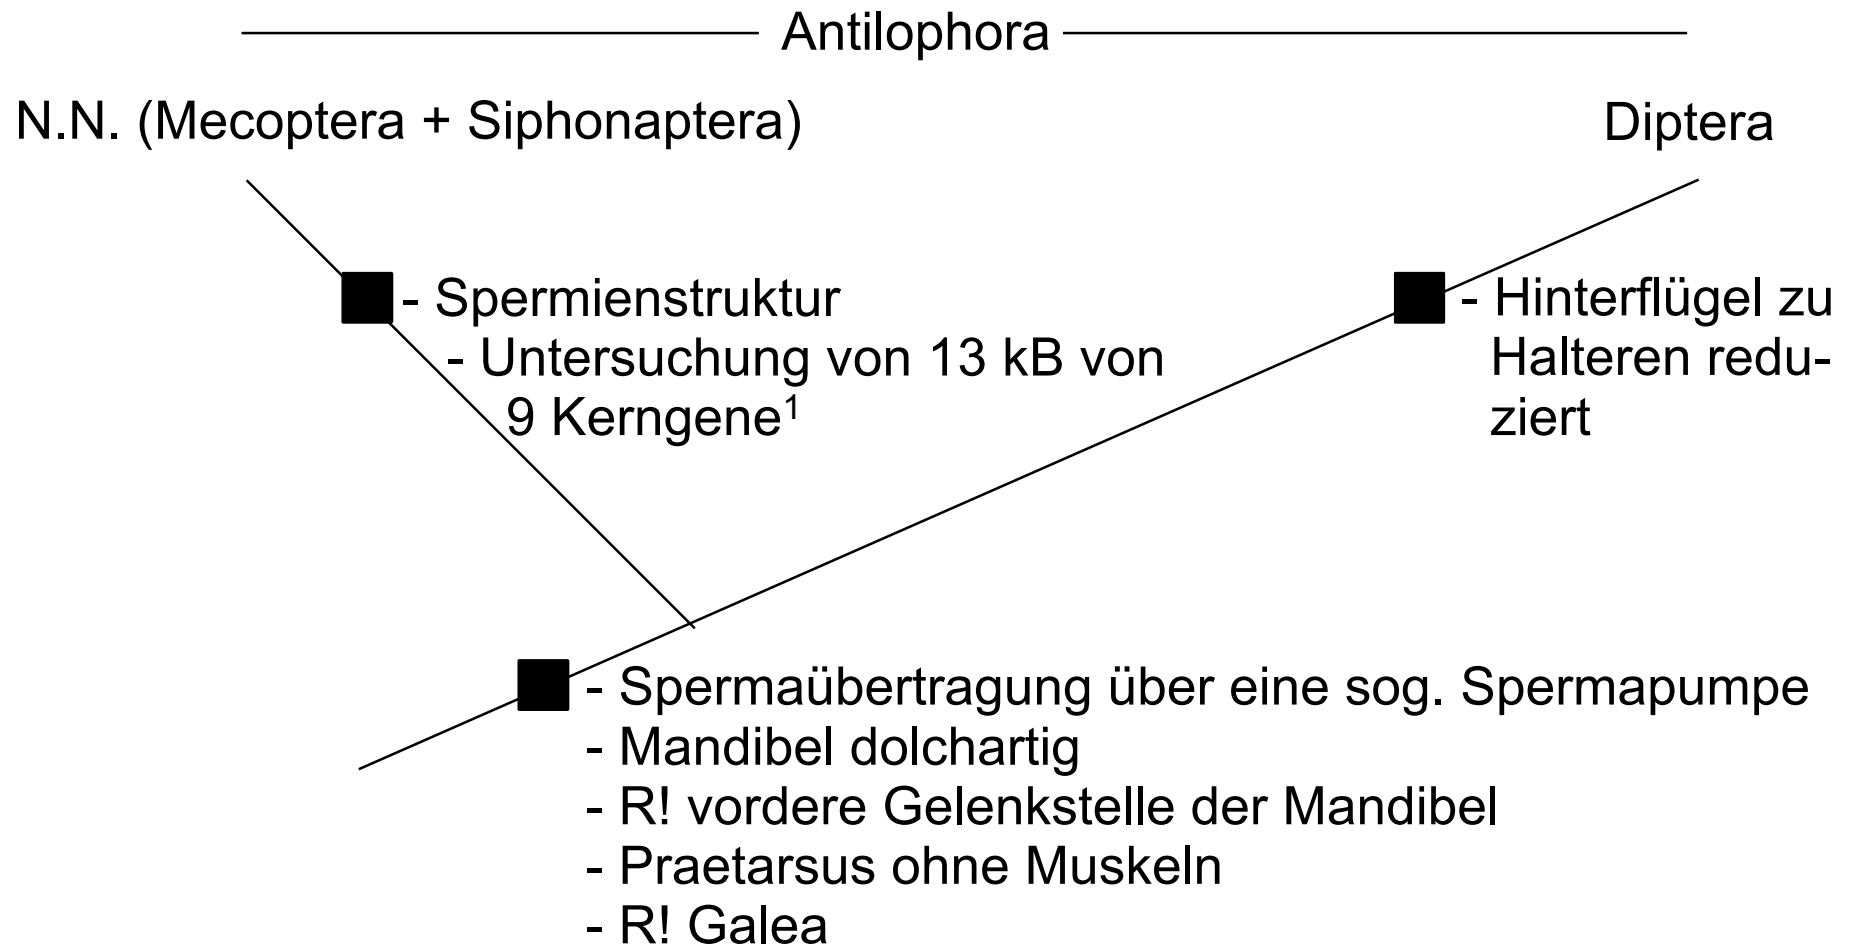 Antilophora
N.N. (Mecoptera + Siphonaptera)
Diptera
- Spermienstruktur
- Untersuchung von 13 kB von
9 Kerngene¹
- Hinterflügel zu
Halteren redu-
ziert
- Spermaübertragung über eine sog. Spermapumpe
- Mandibel dolchartig
- R! vordere Gelenkstelle der Mandibel
- Praetarsus ohne Muskeln
- R! Galea